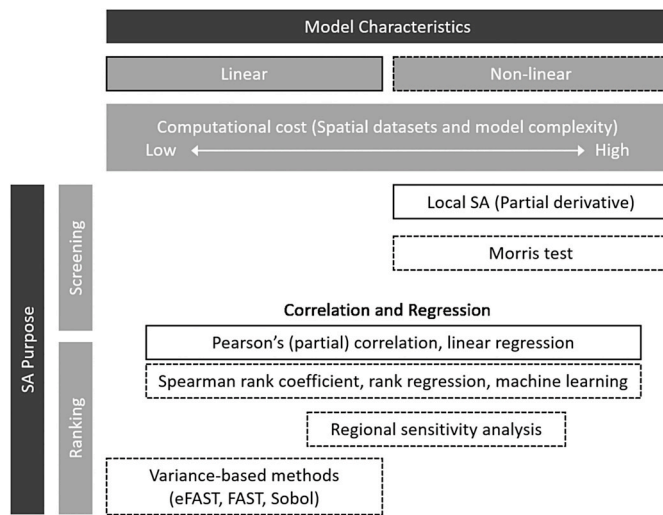 Model Characteristics
Linear
Non-linear
Computational cost (Spatial datasets and model complexity)
Low
High
SA Purpose
Screening
Ranking
Local SA (Partial derivative)
Morris test
Correlation and Regression
Pearson's (partial) correlation, linear regression
Spearman rank coefficient, rank regression, machine learning
Regional sensitivity analysis
Variance-based methods
(eFAST, FAST, Sobol)